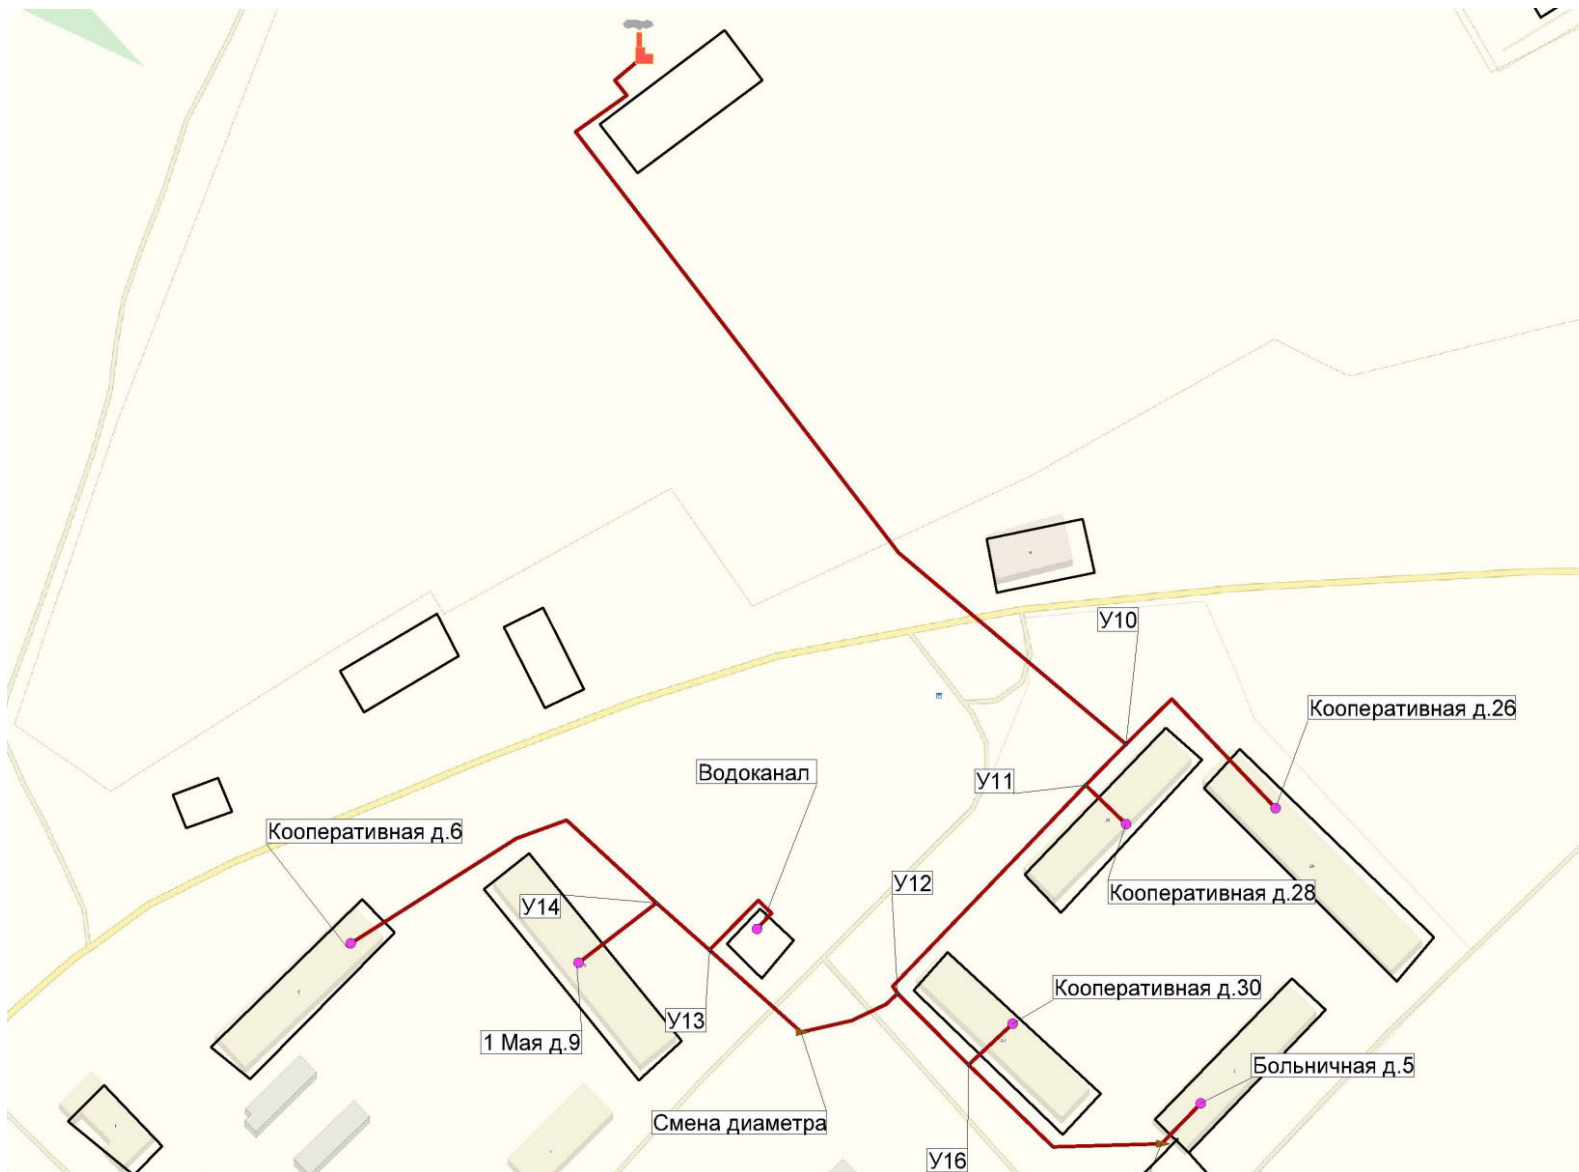 У10
Кооперативная д.26
Водоканал
У11
Кооперативная д.6
У12
Кооперативная д.28
У14
Кооперативная д.30
У13
1 Мая д.9
Больничная д.5
Смена диаметра
У16